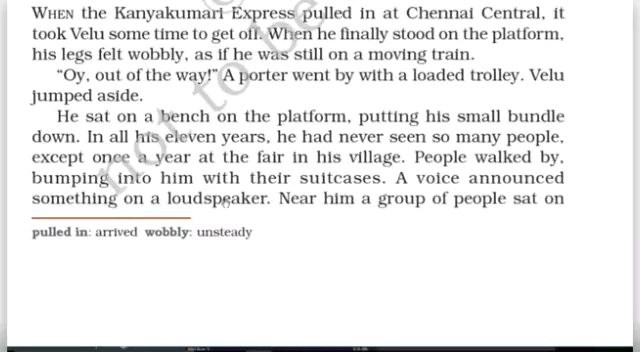 WHEN the Kanyakumari Express pulled in at Chennai Central, it
took Velu some time to get off. When he finally stood on the platform,
his legs felt wobbly, as if he was still on a moving train.
"Oy, out of the way!" A porter went by with a loaded trolley. Velu
jumped aside.
He sat on a bench on the platform, putting his small bundle
down. In all his eleven years, he had never seen so many people,
except once a year at the fair in his village. People walked by,
bumping into him with their suitcases. A voice announced
something on a loudspeaker. Near him a group of people sat on
pulled in: arrived wobbly: unsteady
not to be